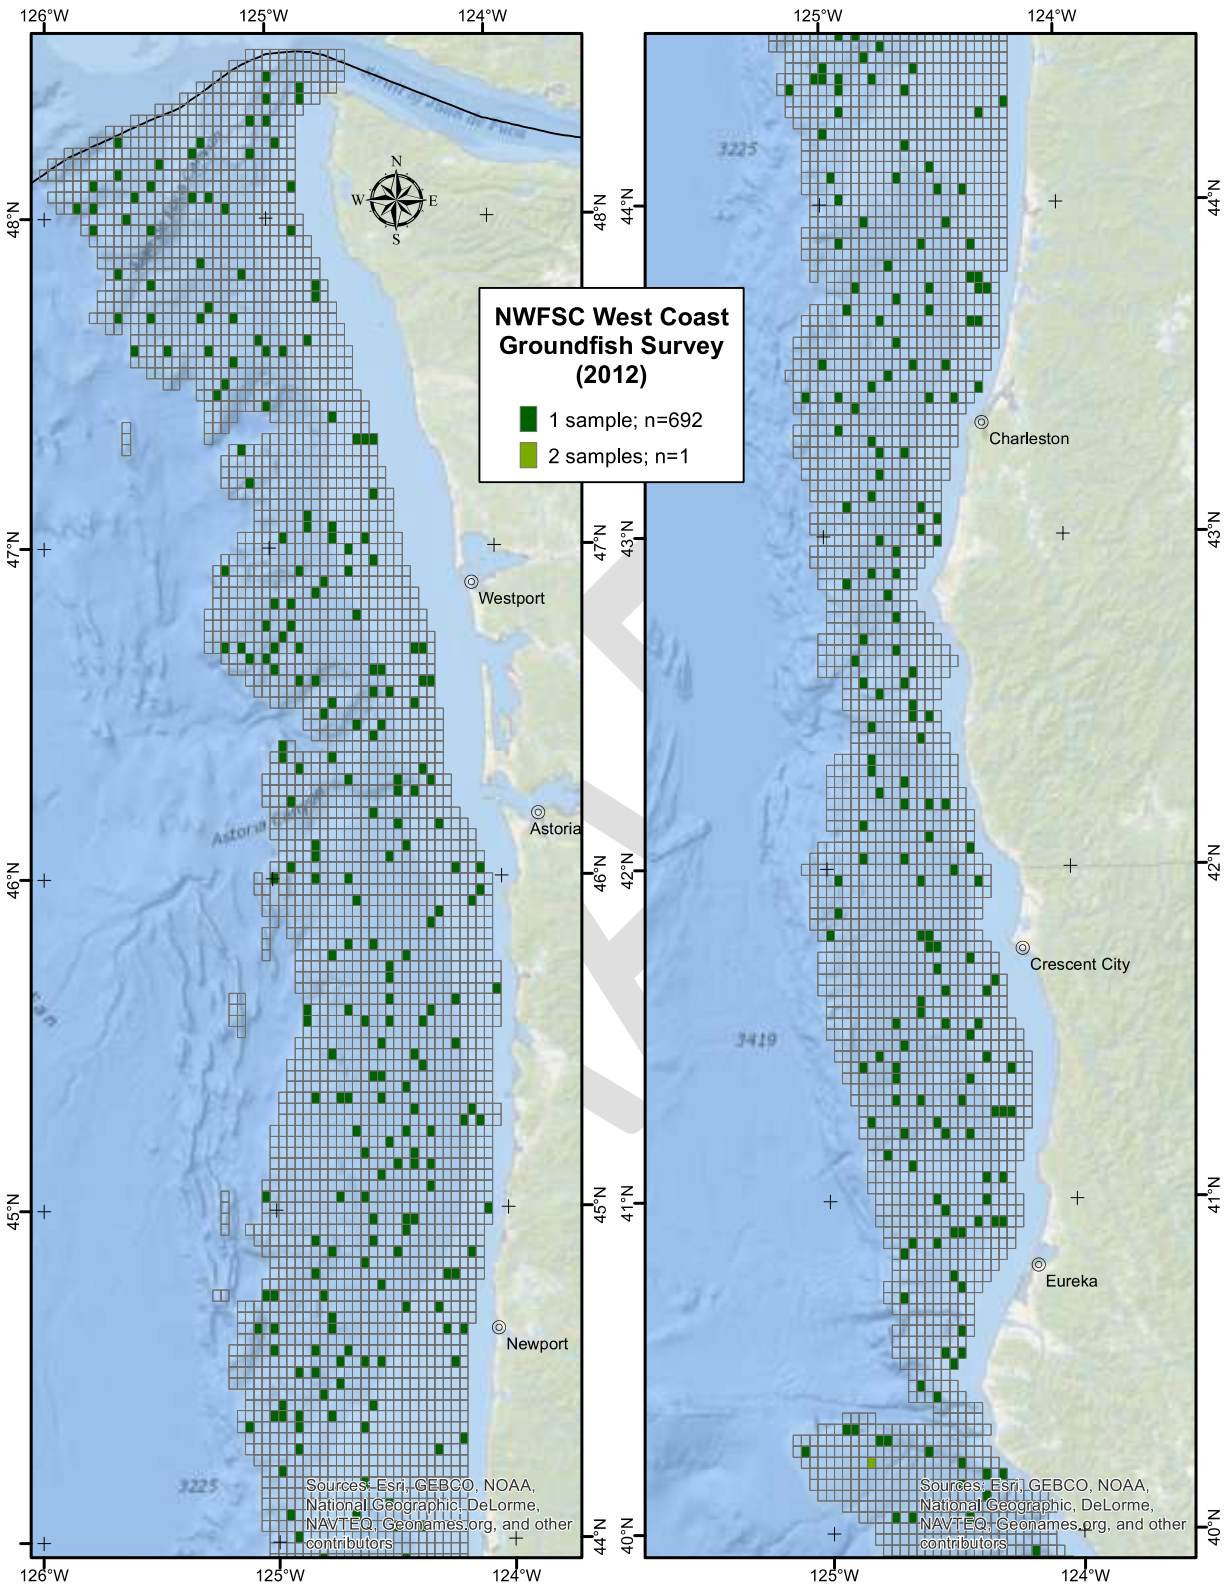 126°W 125°W 124°W
125°W 124°W
N
W E
S
48°N
48°N
44°N
44°N
3225
NWFSC West Coast
Groundfish Survey
(2012)
1 sample; n=692
2 samples; n=1
Charleston
47°N
47°N
43°N
43°N
Westport
Astoria Canyon
Astoria
46°N
46°N
42°N
42°N
Crescent City
3419
45°N
45°N
41°N
41°N
Eureka
Newport
3225
Sources: Esri, GEBCO, NOAA,
National Geographic, DeLorme,
NAVTEQ, Geonames.org, and other
contributors
Sources: Esri, GEBCO, NOAA,
National Geographic, DeLorme,
NAVTEQ, Geonames.org, and other
contributors
44°N
40°N
40°N
125°W 124°W
125°W 124°W